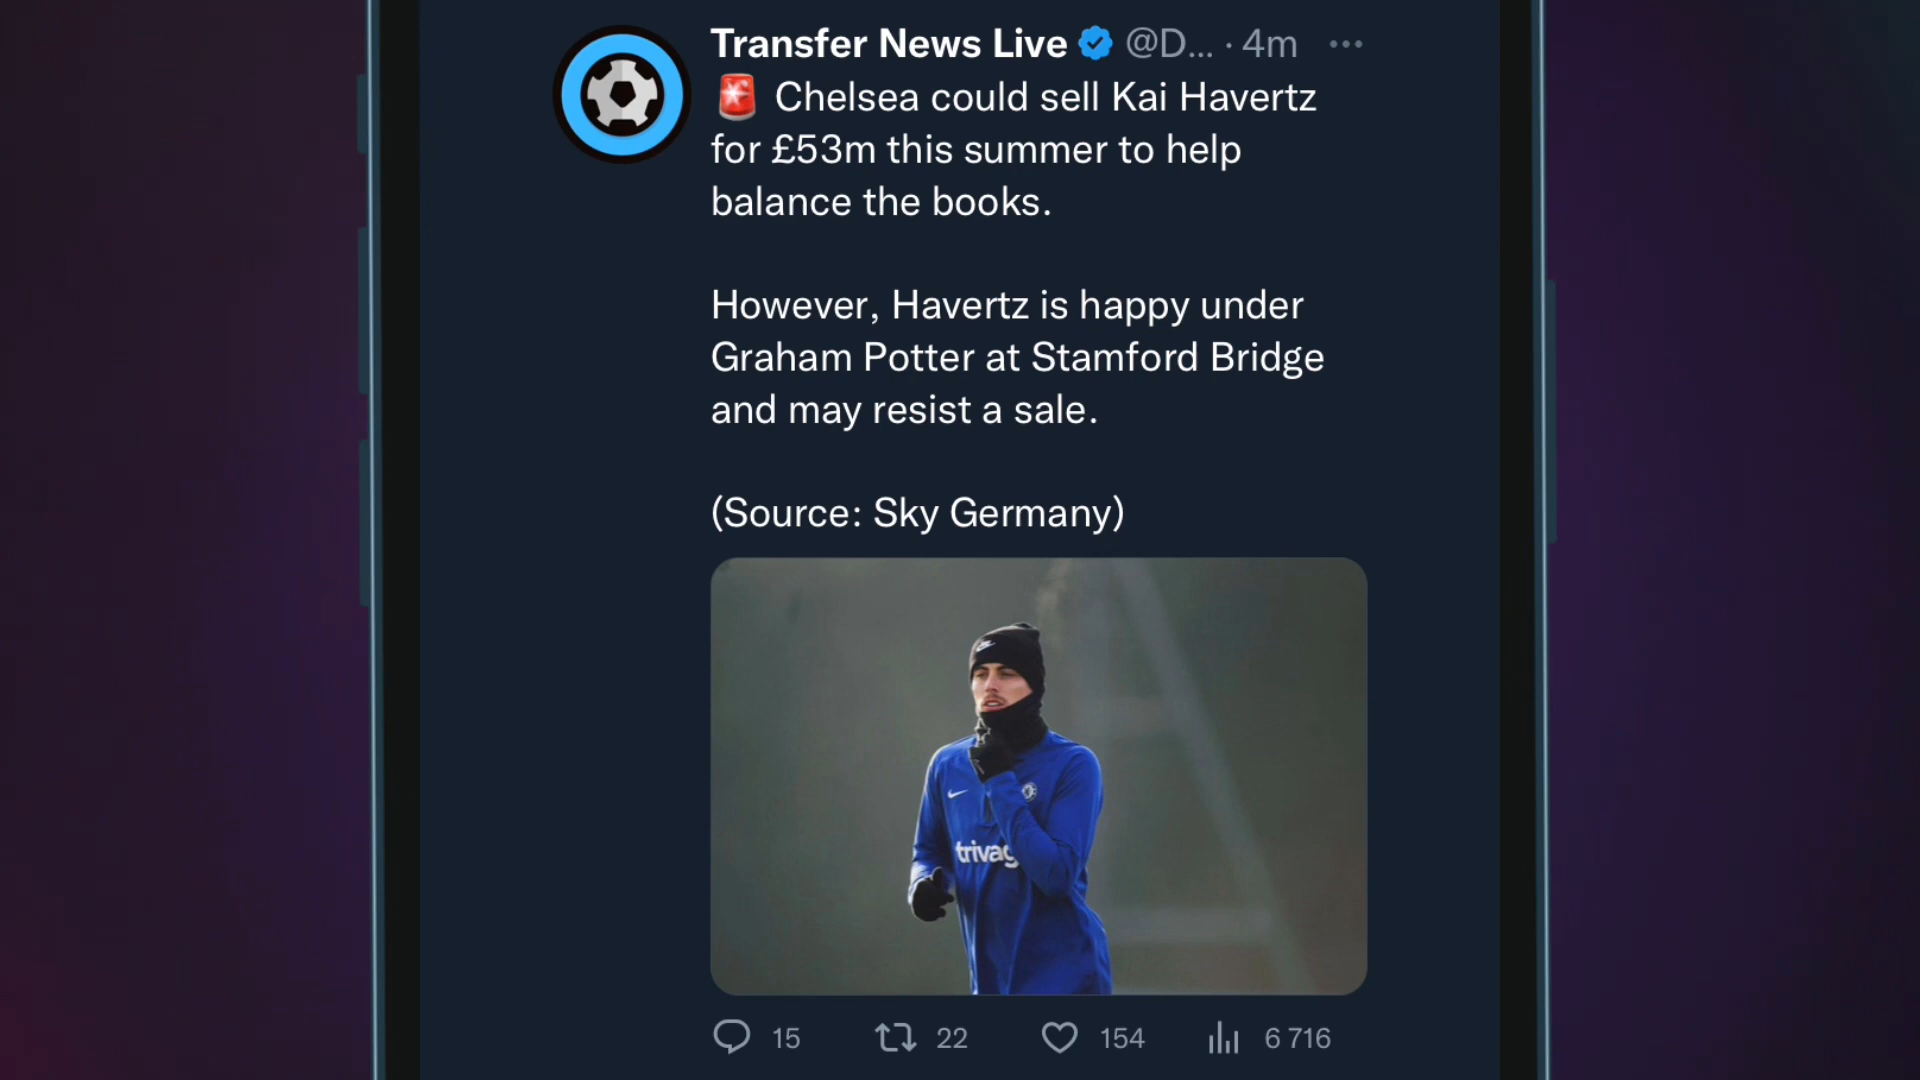 Transfer News Live @D... · 4m
🚨 Chelsea could sell Kai Havertz
for £53m this summer to help
balance the books.
However, Havertz is happy under
Graham Potter at Stamford Bridge
and may resist a sale.
(Source: Sky Germany)
trivag
15 22 154 6 716